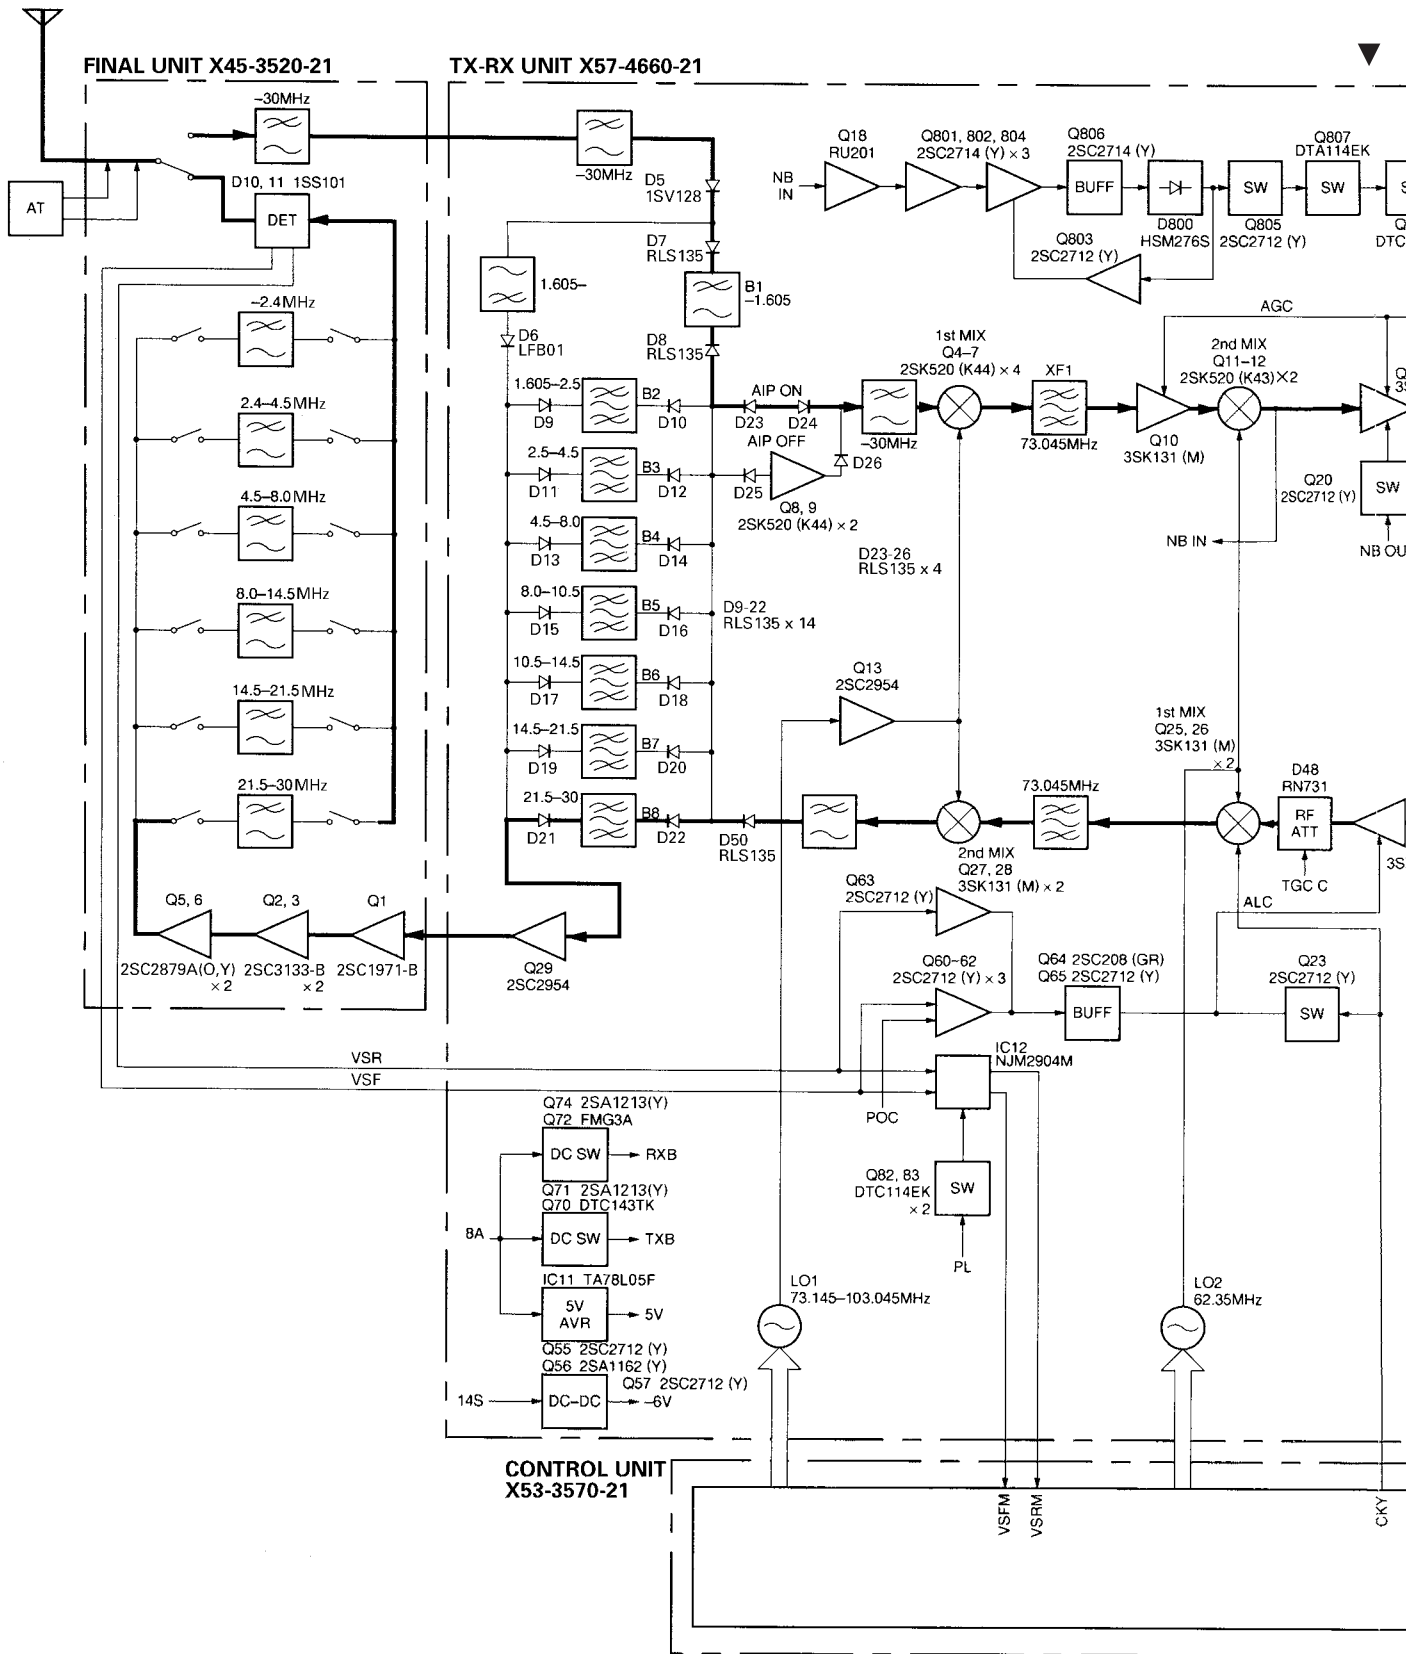 FINAL UNIT X45-3520-21
TX-RX UNIT X57-4660-21
–30MHz
AT
D10, 11 1SS101
DET
–2.4MHz
2.4–4.5MHz
4.5–8.0MHz
8.0–14.5MHz
14.5–21.5MHz
21.5–30MHz
Q5, 6
2SC2879A(O,Y)
× 2
Q2, 3
2SC3133-B
× 2
Q1
2SC1971-B
–30MHz
D5
1SV128
D7
RLS135
1.605–
B1
–1.605
D6
LFB01
D8
RLS135
1.605–2.5
B2
D9
D10
2.5–4.5
B3
D11
D12
4.5–8.0
B4
D13
D14
8.0–10.5
B5
D15
D16
10.5–14.5
B6
D17
D18
14.5–21.5
B7
D19
D20
21.5–30
B8
D21
D22
D9-22
RLS135 x 14
D50
RLS135
Q29
2SC2954
AIP ON
D23
D24
AIP OFF
D25
D26
Q8, 9
2SK520 (K44) × 2
D23-26
RLS135 x 4
–30MHz
1st MIX
Q4–7
2SK520 (K44) × 4
XF1
73.045MHz
Q10
3SK131 (M)
AGC
2nd MIX
Q11–12
2SK520 (K43)×2
Q
3S
Q20
2SC2712 (Y)
SW
NB IN
NB OU
NB
IN
Q18
RU201
Q801, 802, 804
2SC2714 (Y) × 3
Q806
2SC2714 (Y)
BUFF
D800
HSM276S
Q803
2SC2712 (Y)
SW
Q805
2SC2712 (Y)
Q807
DTA114EK
SW
S
Q
DTC
Q13
2SC2954
1st MIX
Q25, 26
3SK131 (M)
× 2
D48
RN731
RF
ATT
TGC C
3S
ALC
73.045MHz
2nd MIX
Q27, 28
3SK131 (M) × 2
Q63
2SC2712 (Y)
Q60–62
2SC2712 (Y) × 3
Q64 2SC208 (GR)
Q65 2SC2712 (Y)
BUFF
Q23
2SC2712 (Y)
SW
VSR
VSF
IC12
NJM2904M
POC
Q82, 83
DTC114EK
× 2
SW
PL
Q74 2SA1213(Y)
Q72 FMG3A
DC SW
RXB
Q71 2SA1213(Y)
Q70 DTC143TK
8A
DC SW
TXB
IC11 TA78L05F
5V
AVR
5V
Q55 2SC2712 (Y)
Q56 2SA1162 (Y)
Q57 2SC2712 (Y)
14S
DC–DC
–6V
LO1
73.145–103.045MHz
LO2
62.35MHz
CONTROL UNIT
X53-3570-21
VSFM
VSRM
CKY